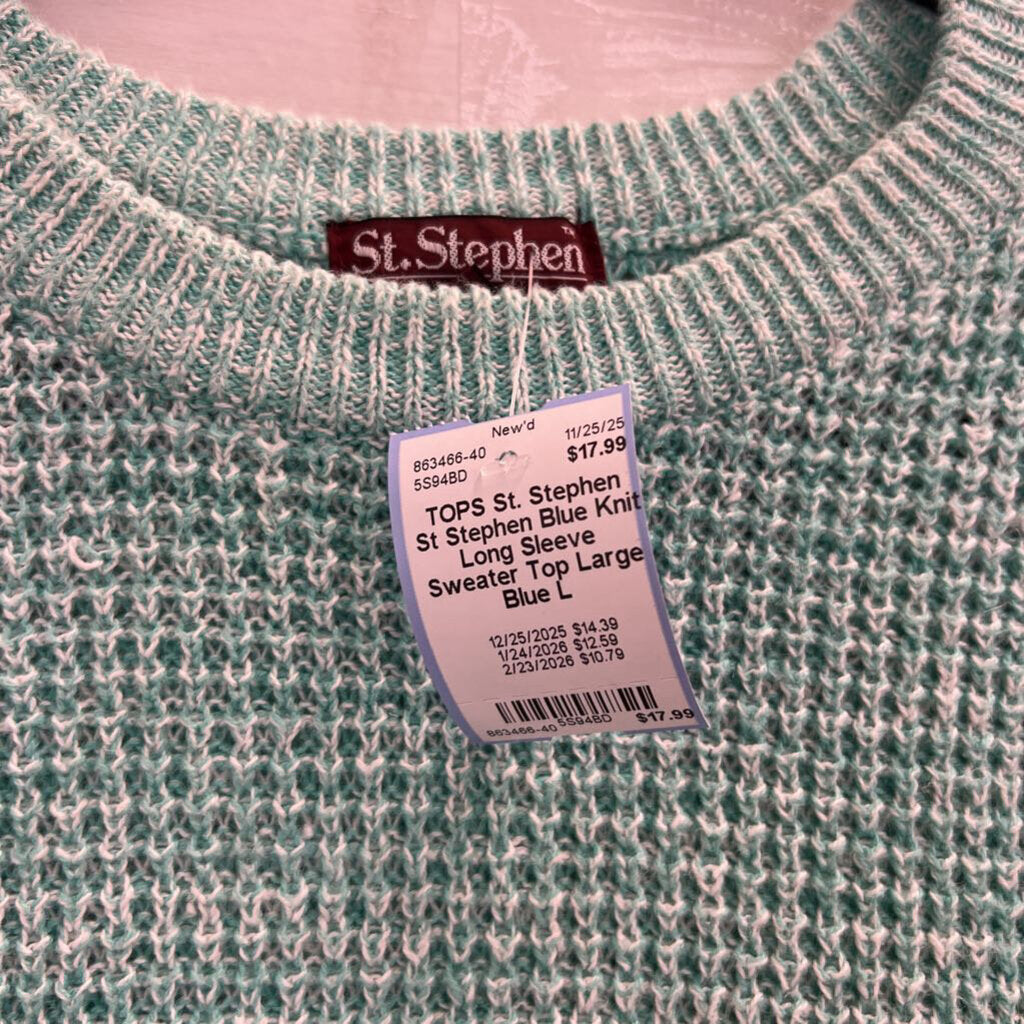 St.Stephen™
New'd
863466-40 11/25/25
5S94BD $17.99
TOPS St. Stephen
St Stephen Blue Knit
Long Sleeve
Sweater Top Large
Blue L
12/25/2025 $14.39
1/24/2026 $12.59
2/23/2026 $10.79
863466-40 5S94BD $17.99